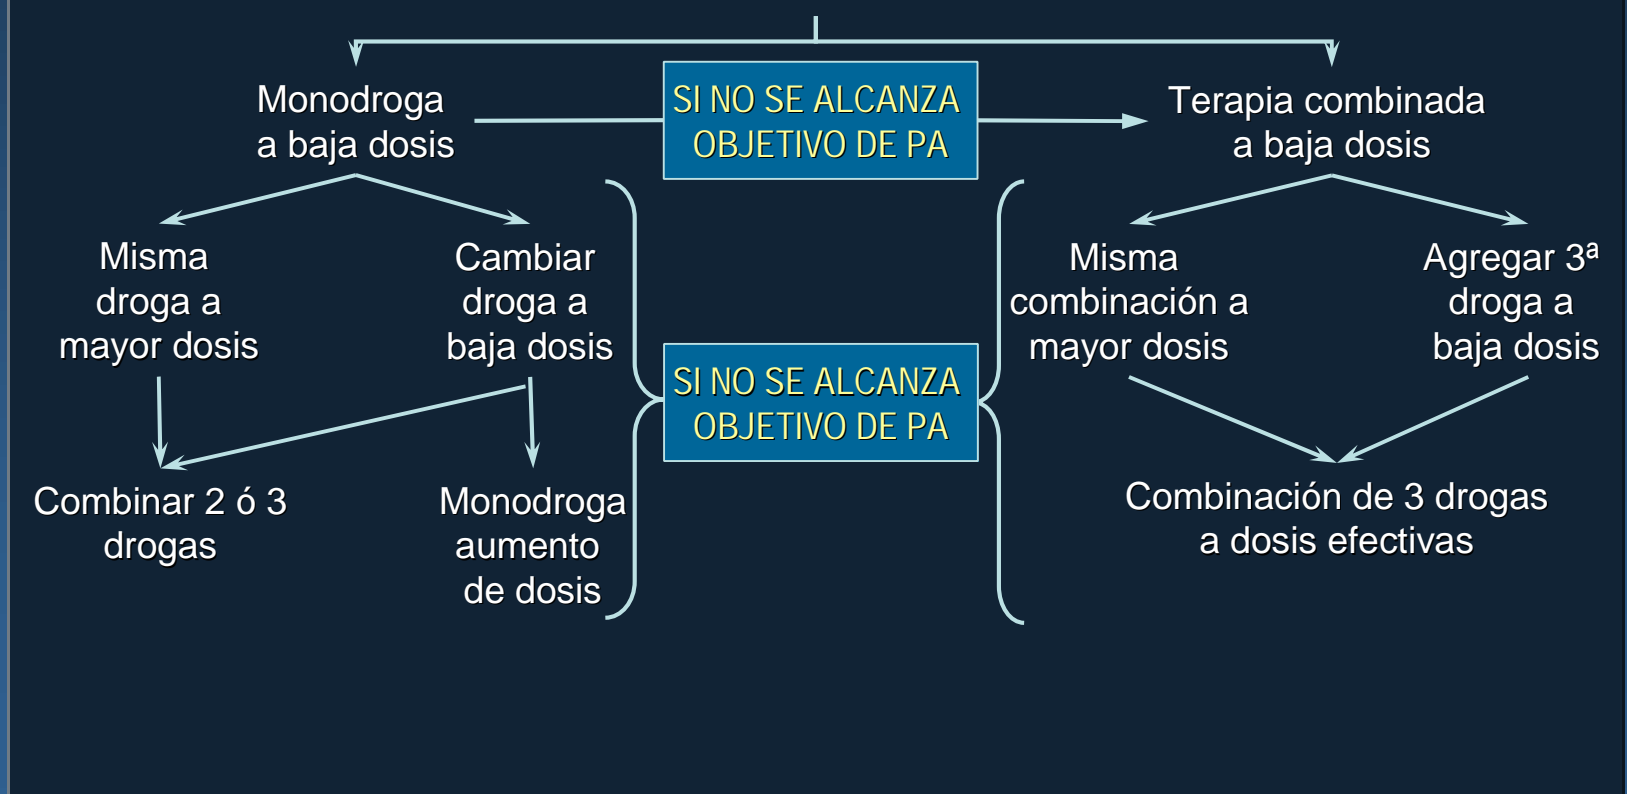 Monodroga
a baja dosis
SI NO SE ALCANZA
OBJETIVO DE PA
Terapia combinada
a baja dosis
Misma
droga a
mayor dosis
Cambiar
droga a
baja dosis
Misma
combinación a
mayor dosis
Agregar 3ª
droga a
baja dosis
SI NO SE ALCANZA
OBJETIVO DE PA
Combinar 2 ó 3
drogas
Monodroga
aumento
de dosis
Combinación de 3 drogas
a dosis efectivas